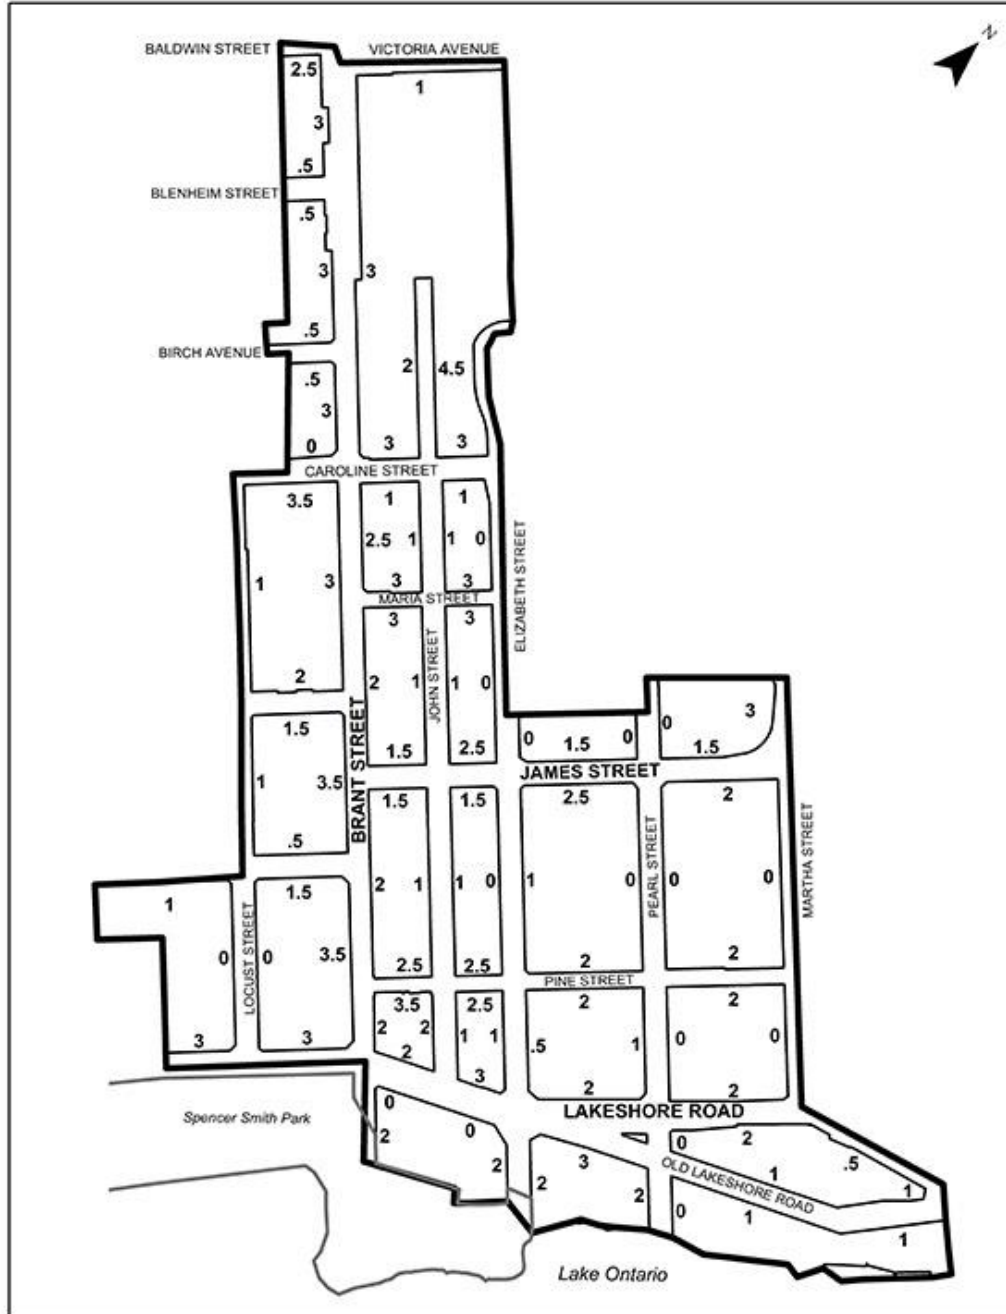 N
BALDWIN STREET VICTORIA AVENUE
2.5
1
3
.5
BLENHEIM STREET
.5
3 3
.5
BIRCH AVENUE
.5 2 4.5
3
0 3 3
CAROLINE STREET
3.5 1 1
2.5 1 1 0
1 3 3 3
MARIA STREET
ELIZABETH STREET
3 3
JOHN STREET
2 2 1 1 0
BRANT STREET
1.5 1.5 2.5
0 1.5 0
0 3
1.5
JAMES STREET
1 3.5
.5
1.5 1.5 2.5 2
PEARL STREET
MARTHA STREET
2 1 1 0 1 0 0 0
1 1.5
2.5 2.5 2 2
PINE STREET
LOCUST STREET
0 0 3.5
3 3
3.5 2.5 2 2
2 2 1 1 .5 1 0 0
2 3 2 2
LAKESHORE ROAD
Spencer Smith Park
0 0
2 2
3
2 2
0 2 .5
1 1
OLD LAKESHORE ROAD
0 1
1
Lake Ontario